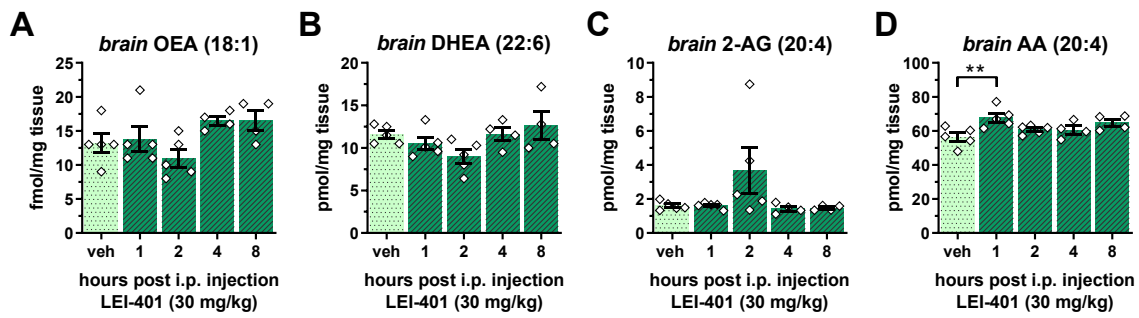 A
brain OEA (18:1)
fmol/mg tissue
25
20
15
10
5
0
veh 1 2 4 8
hours post i.p. injection
LEI-401 (30 mg/kg)
B
brain DHEA (22:6)
pmol/mg tissue
20
15
10
5
0
veh 1 2 4 8
hours post i.p. injection
LEI-401 (30 mg/kg)
C
brain 2-AG (20:4)
pmol/mg tissue
10
8
6
4
2
0
veh 1 2 4 8
hours post i.p. injection
LEI-401 (30 mg/kg)
D
brain AA (20:4)
pmol/mg tissue
100
80
60
40
20
0
**
veh 1 2 4 8
hours post i.p. injection
LEI-401 (30 mg/kg)